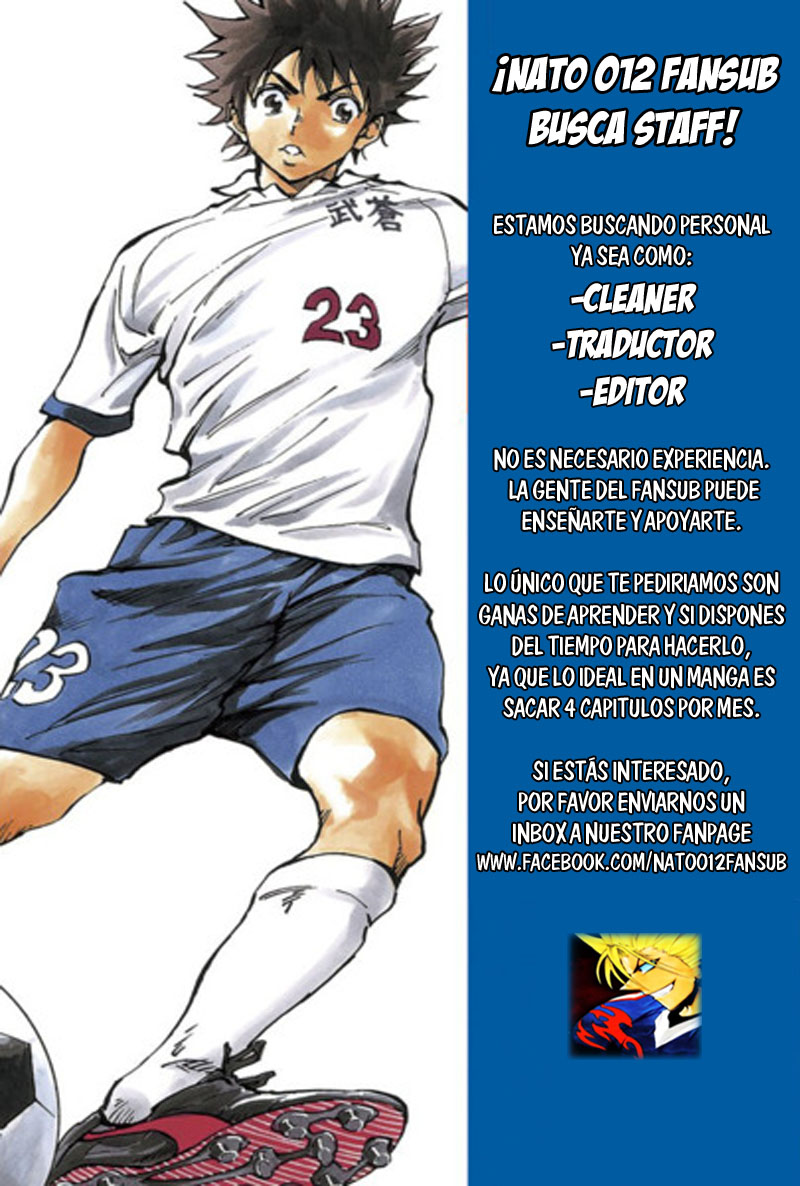 ¡NATO 012 FANSUB
BUSCA STAFF!
ESTAMOS BUSCANDO PERSONAL
YA SEA COMO:
-CLEANER
-TRADUCTOR
-EDITOR
NO ES NECESARIO EXPERIENCIA.
LA GENTE DEL FANSUB PUEDE
ENSEÑARTE Y APOYARTE.
LO ÚNICO QUE TE PEDIRIAMOS SON
GANAS DE APRENDER Y SI DISPONES
DEL TIEMPO PARA HACERLO,
YA QUE LO IDEAL EN UN MANGA ES
SACAR 4 CAPITULOS POR MES.
SI ESTÁS INTERESADO,
POR FAVOR ENVIARNOS UN
INBOX A NUESTRO FANPAGE
WWW.FACEBOOK.COM/NATO012FANSUB
武蒼
23
23